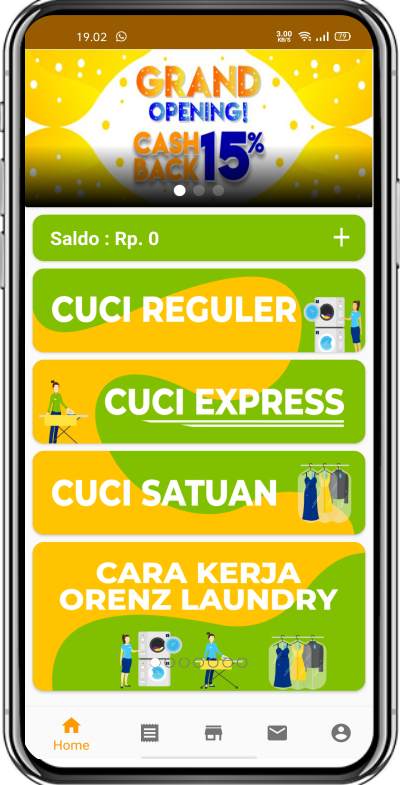 19.02
3.00
KB/S
79
GRAND
OPENING!
CASH
BACK 15%
Saldo : Rp. 0
CUCI REGULER
CUCI EXPRESS
CUCI SATUAN
CARA KERJA
ORENZ LAUNDRY
Home